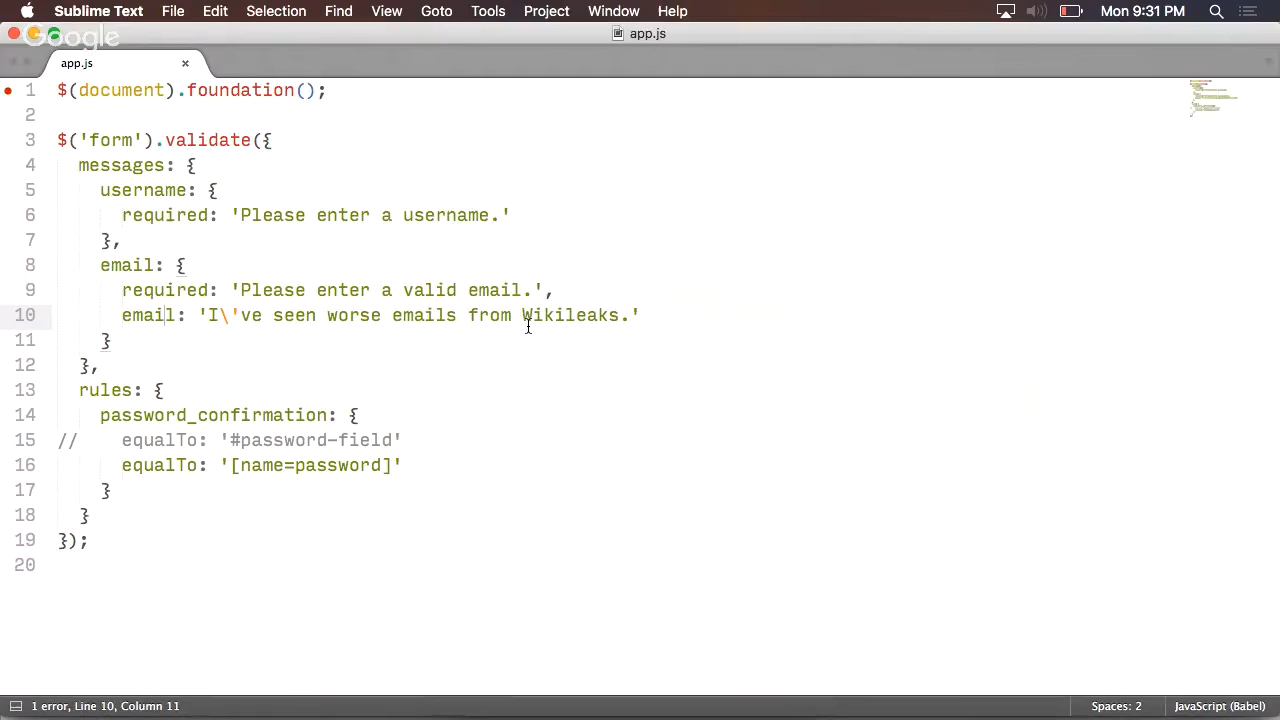 Sublime Text File Edit Selection Find View Goto Tools Project Window Help Mon 9:31 PM
Google
app.js
app.js ×
1 $(document).foundation();
2
3 $('form').validate({
4   messages: {
5     username: {
6       required: 'Please enter a username.'
7     },
8     email: {
9       required: 'Please enter a valid email.',
10       email: 'I\'ve seen worse emails from Wikileaks.'
11     }
12   },
13   rules: {
14     password_confirmation: {
15 //    equalTo: '#password-field'
16       equalTo: '[name=password]'
17     }
18   }
19 });
20
1 error, Line 10, Column 11 Spaces: 2 JavaScript (Babel)